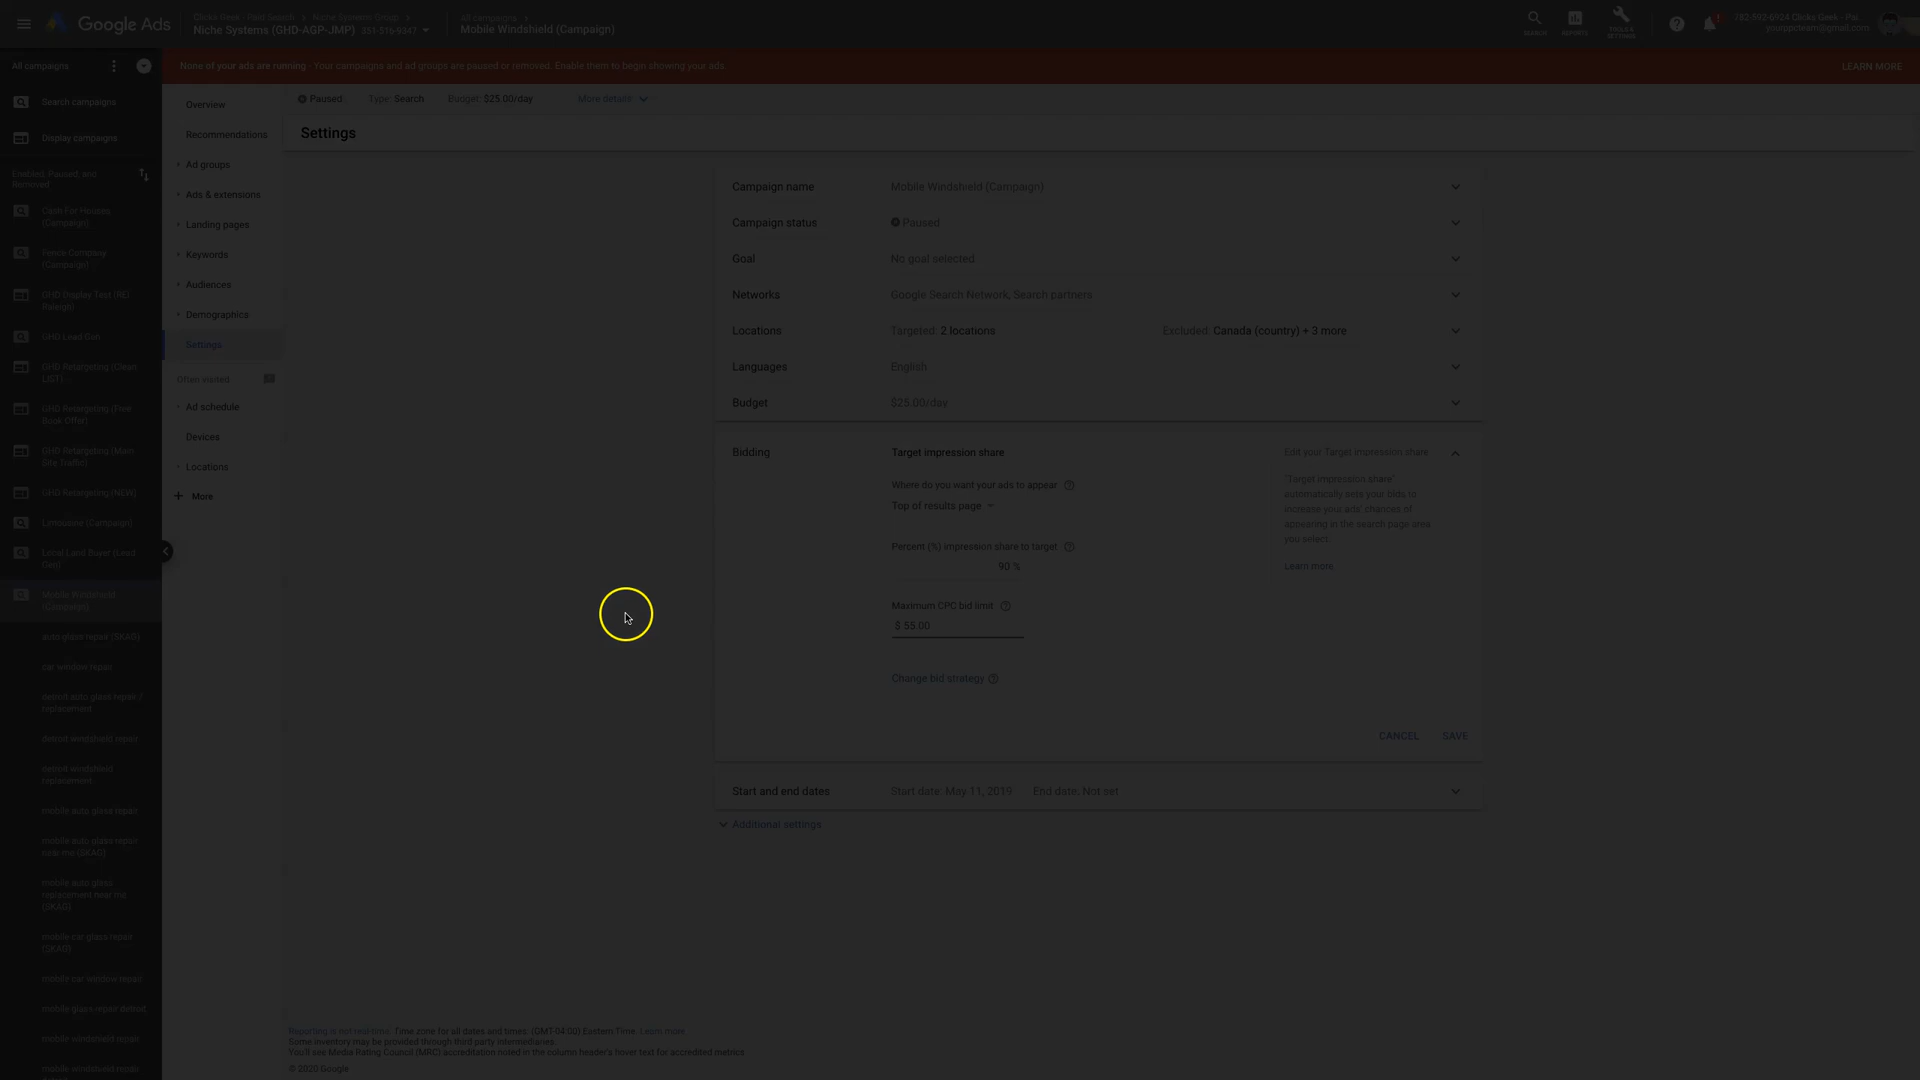 Google Ads
Clicks Geek - Paid Search > Niche Systems Group >
Niche Systems (GHD-AGP-JMP) 354-516-9347
All campaigns >
Mobile Windshield (Campaign)
SEARCH
REPORTS
TOOLS & SETTINGS
782-592-6924 Clicks Geek - Pai...
yourppcteam@gmail.com
All campaigns
None of your ads are running - Your campaigns and ad groups are paused or removed. Enable them to begin showing your ads.
LEARN MORE
Search campaigns
Display campaigns
Enabled, Paused, and
Removed
Cash For Houses
(Campaign)
Fence Company
(Campaign)
GHD Display Test (RE)
Raleigh)
GHD Lead Gen
GHD Retargeting (Clean
LIST)
GHD Retargeting (Free
Book Offer)
GHD Retargeting (Main
Site Traffic)
GHD Retargeting (NEW)
Limousine (Campaign)
Local Land Buyer (Lead
Gen)
Mobile Windshield
(Campaign)
auto glass repair (SKAG)
car window repair
detroit auto glass repair /
replacement
detroit windshield repair
detroit windshield
replacement
mobile auto glass repair
mobile auto glass repair
near me (SKAG)
mobile auto glass
replacement near me
(SKAG)
mobile car glass repair
(SKAG)
mobile car window repair
mobile glass repair detroit
mobile windshield repair
mobile windshield repair
Overview
Recommendations
Ad groups
Ads & extensions
Landing pages
Keywords
Audiences
Demographics
Settings
Often visited
Ad schedule
Devices
Locations
+ More
Paused Type: Search Budget: $25.00/day More details
Settings
Campaign name Mobile Windshield (Campaign)
Campaign status Paused
Goal No goal selected
Networks Google Search Network, Search partners
Locations Targeted: 2 locations Excluded: Canada (country) + 3 more
Languages English
Budget $25.00/day
Bidding Target impression share
Where do you want your ads to appear
Top of results page
Percent (%) impression share to target
90 %
Maximum CPC bid limit
$ 55.00
Change bid strategy
Edit your Target impression share
'Target impression share'
automatically sets your bids to
increase your ads' chances of
appearing in the search page area
you select.
Learn more
CANCEL SAVE
Start and end dates Start date: May 11, 2019 End date: Not set
Additional settings
Reporting is not real-time. Time zone for all dates and times: (GMT-04:00) Eastern Time. Learn more
Some inventory may be provided through third party intermediaries.
You'll see Media Rating Council (MRC) accreditation noted in the column header's hover text for accredited metrics.
© 2020 Google